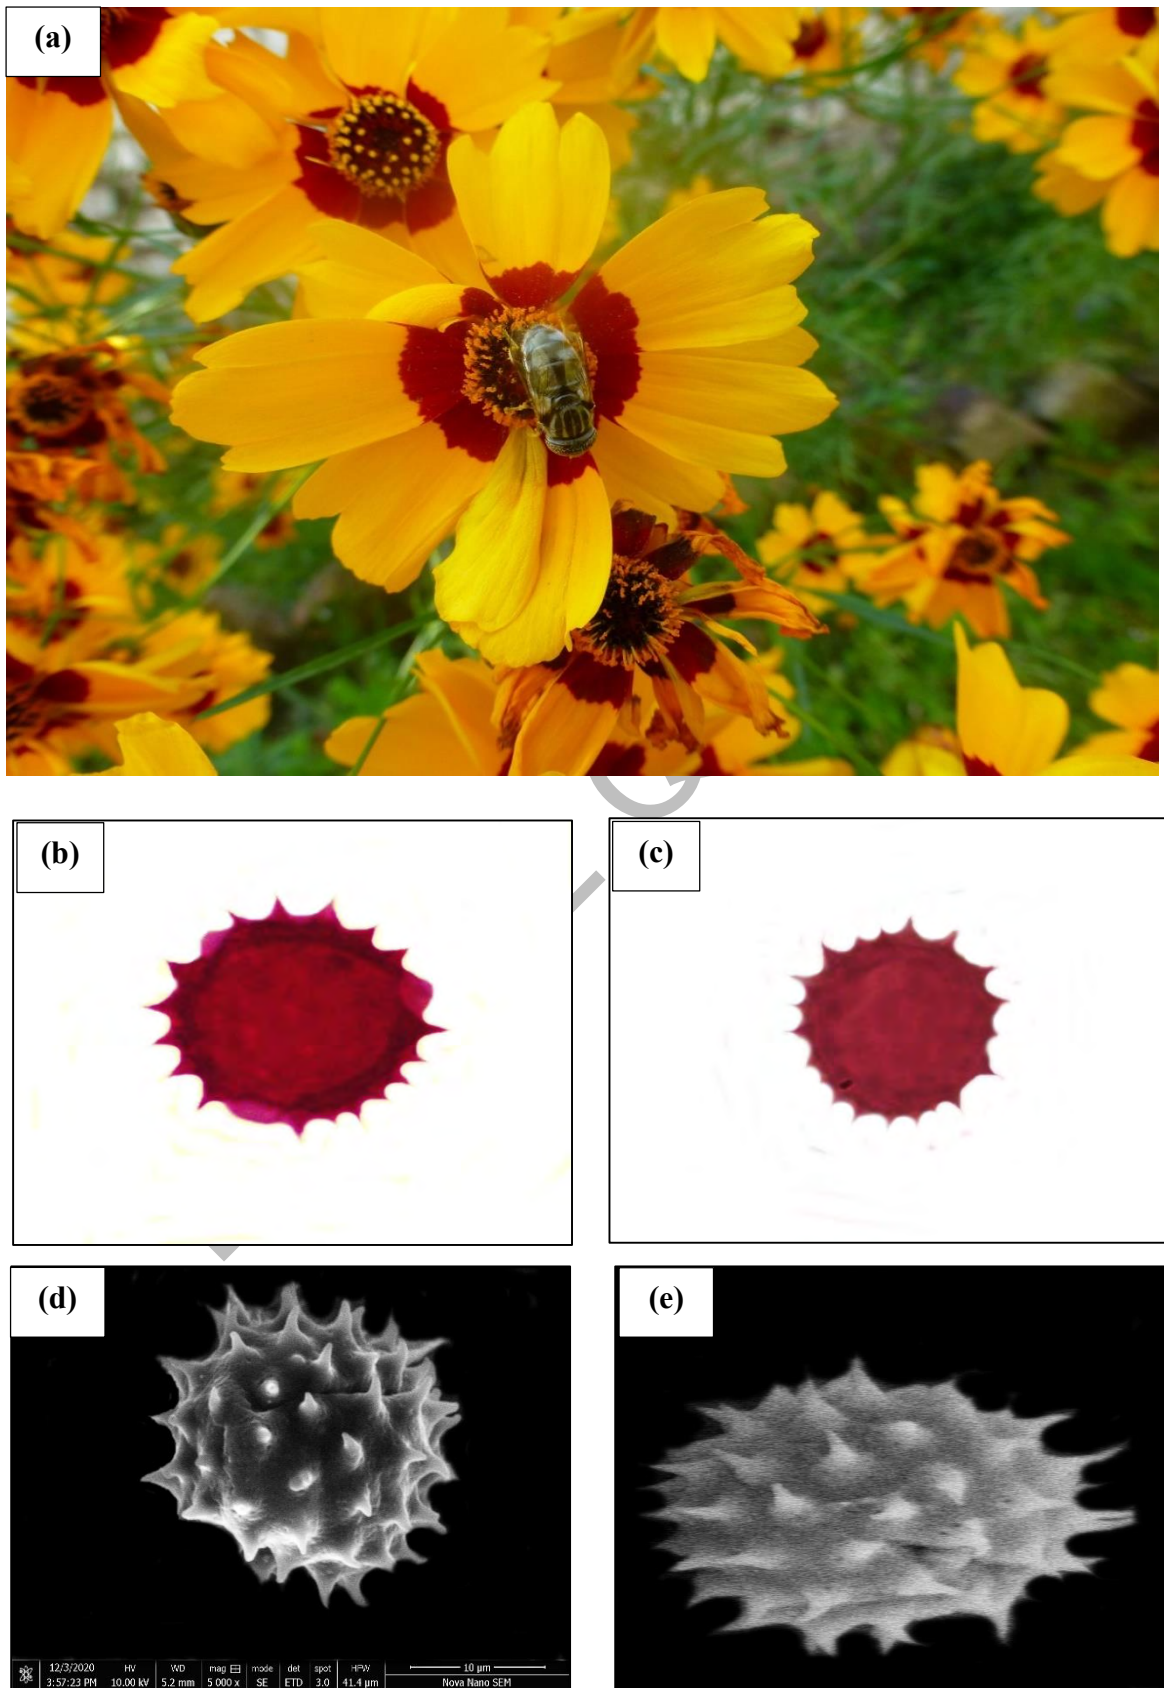 (a)
G
(b)
(c)
(d)
(e)
12/3/2020 HV WD mag ⊞ mode det spot HFW 10 µm
3:57:23 PM 10.00 kV 5.2 mm 5 000 x SE ETD 3.0 41.4 µm Nova Nano SEM